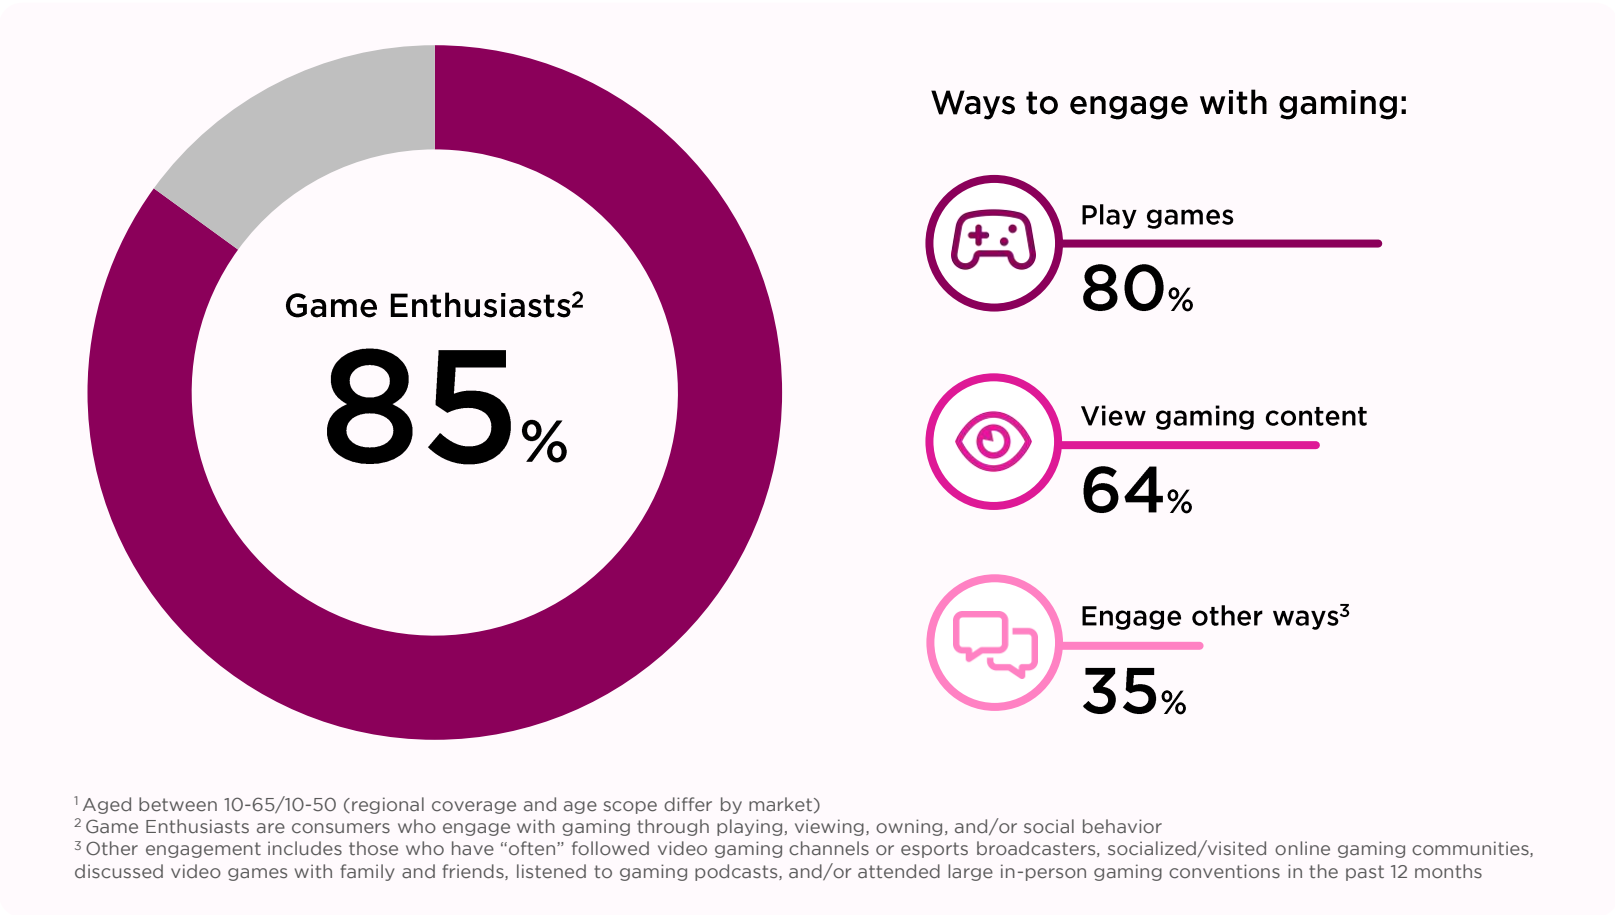 Game Enthusiasts²
85%
Ways to engage with gaming:
Play games
80%
View gaming content
64%
Engage other ways³
35%
¹ Aged between 10-65/10-50 (regional coverage and age scope differ by market)
² Game Enthusiasts are consumers who engage with gaming through playing, viewing, owning, and/or social behavior
³ Other engagement includes those who have “often” followed video gaming channels or esports broadcasters, socialized/visited online gaming communities,
discussed video games with family and friends, listened to gaming podcasts, and/or attended large in-person gaming conventions in the past 12 months